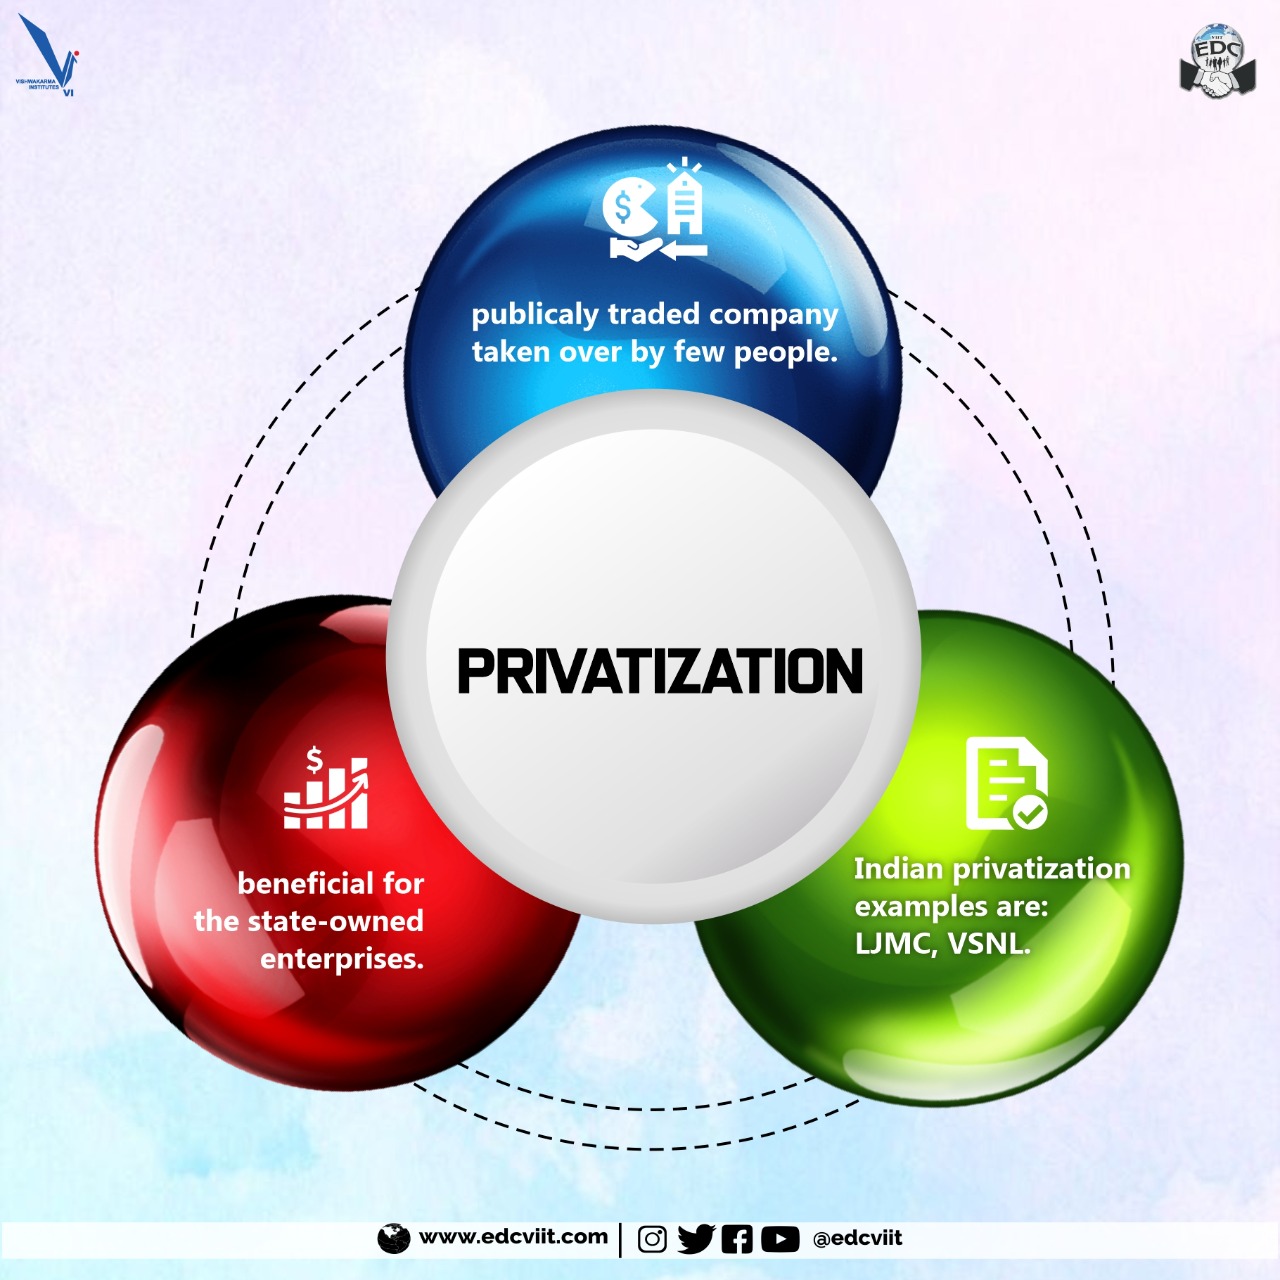 VISHWAKARMA
INSTITUTES
VI
VIIT
EDC
$
publicaly traded company
taken over by few people.
PRIVATIZATION
$
beneficial for
the state-owned
enterprises.
Indian privatization
examples are:
LJMC, VSNL.
www.edcviit.com | @edcviit